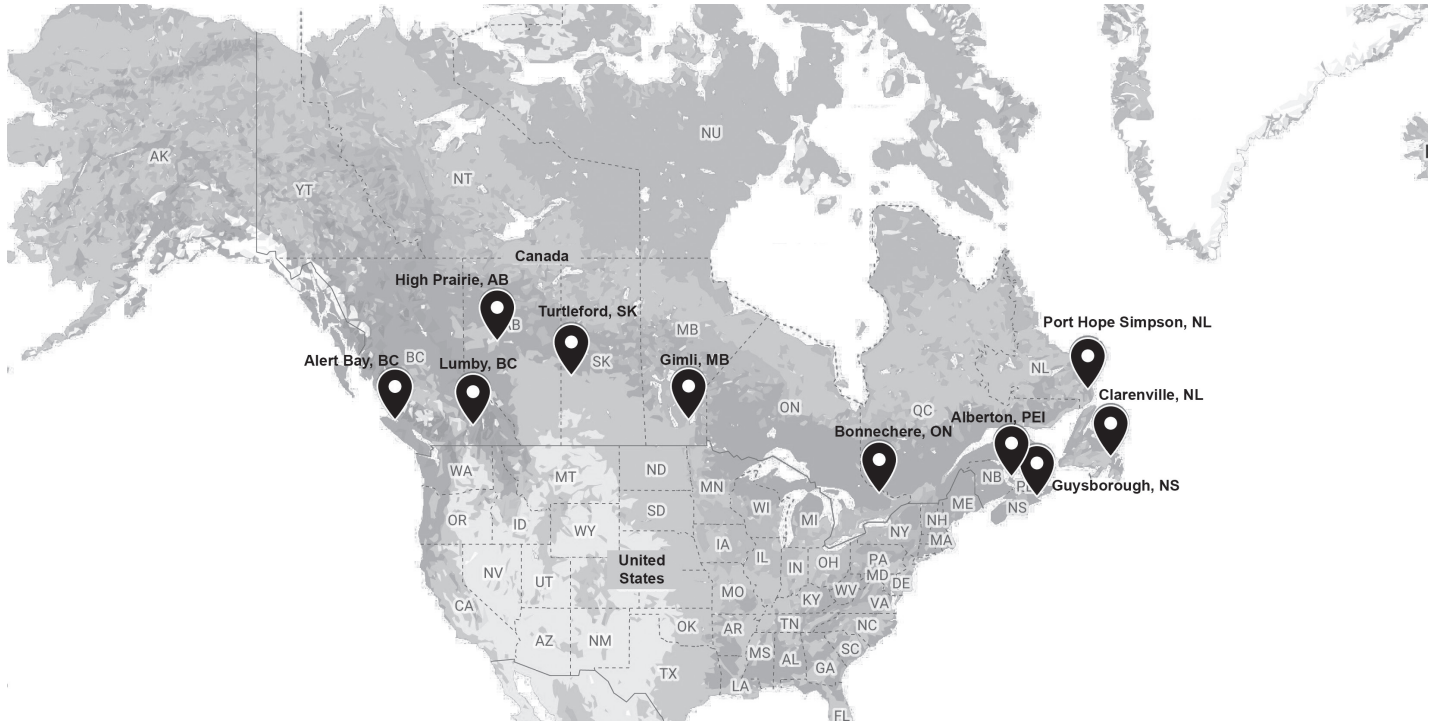 NU
AK
NT
YT
Canada
High Prairie, AB
Turtleford, SK
Port Hope Simpson, NL
MB
Alert Bay, BC
BC
Lumby, BC
SK
Gimli, MB
NL
Clarenville, NL
ON
QC
Alberton, PEI
Bonnechere, ON
WA
MT
ND
NB
Guysborough, NS
MN
ME
NS
OR
ID
WY
SD
WI
MI
NY
NH
MA
IA
IL
IN
OH
PA
United
States
NV
UT
MD
DE
MO
KY
WV
VA
CA
AZ
NM
OK
AR
TN
NC
MS
AL
SC
GA
TX
LA
FL